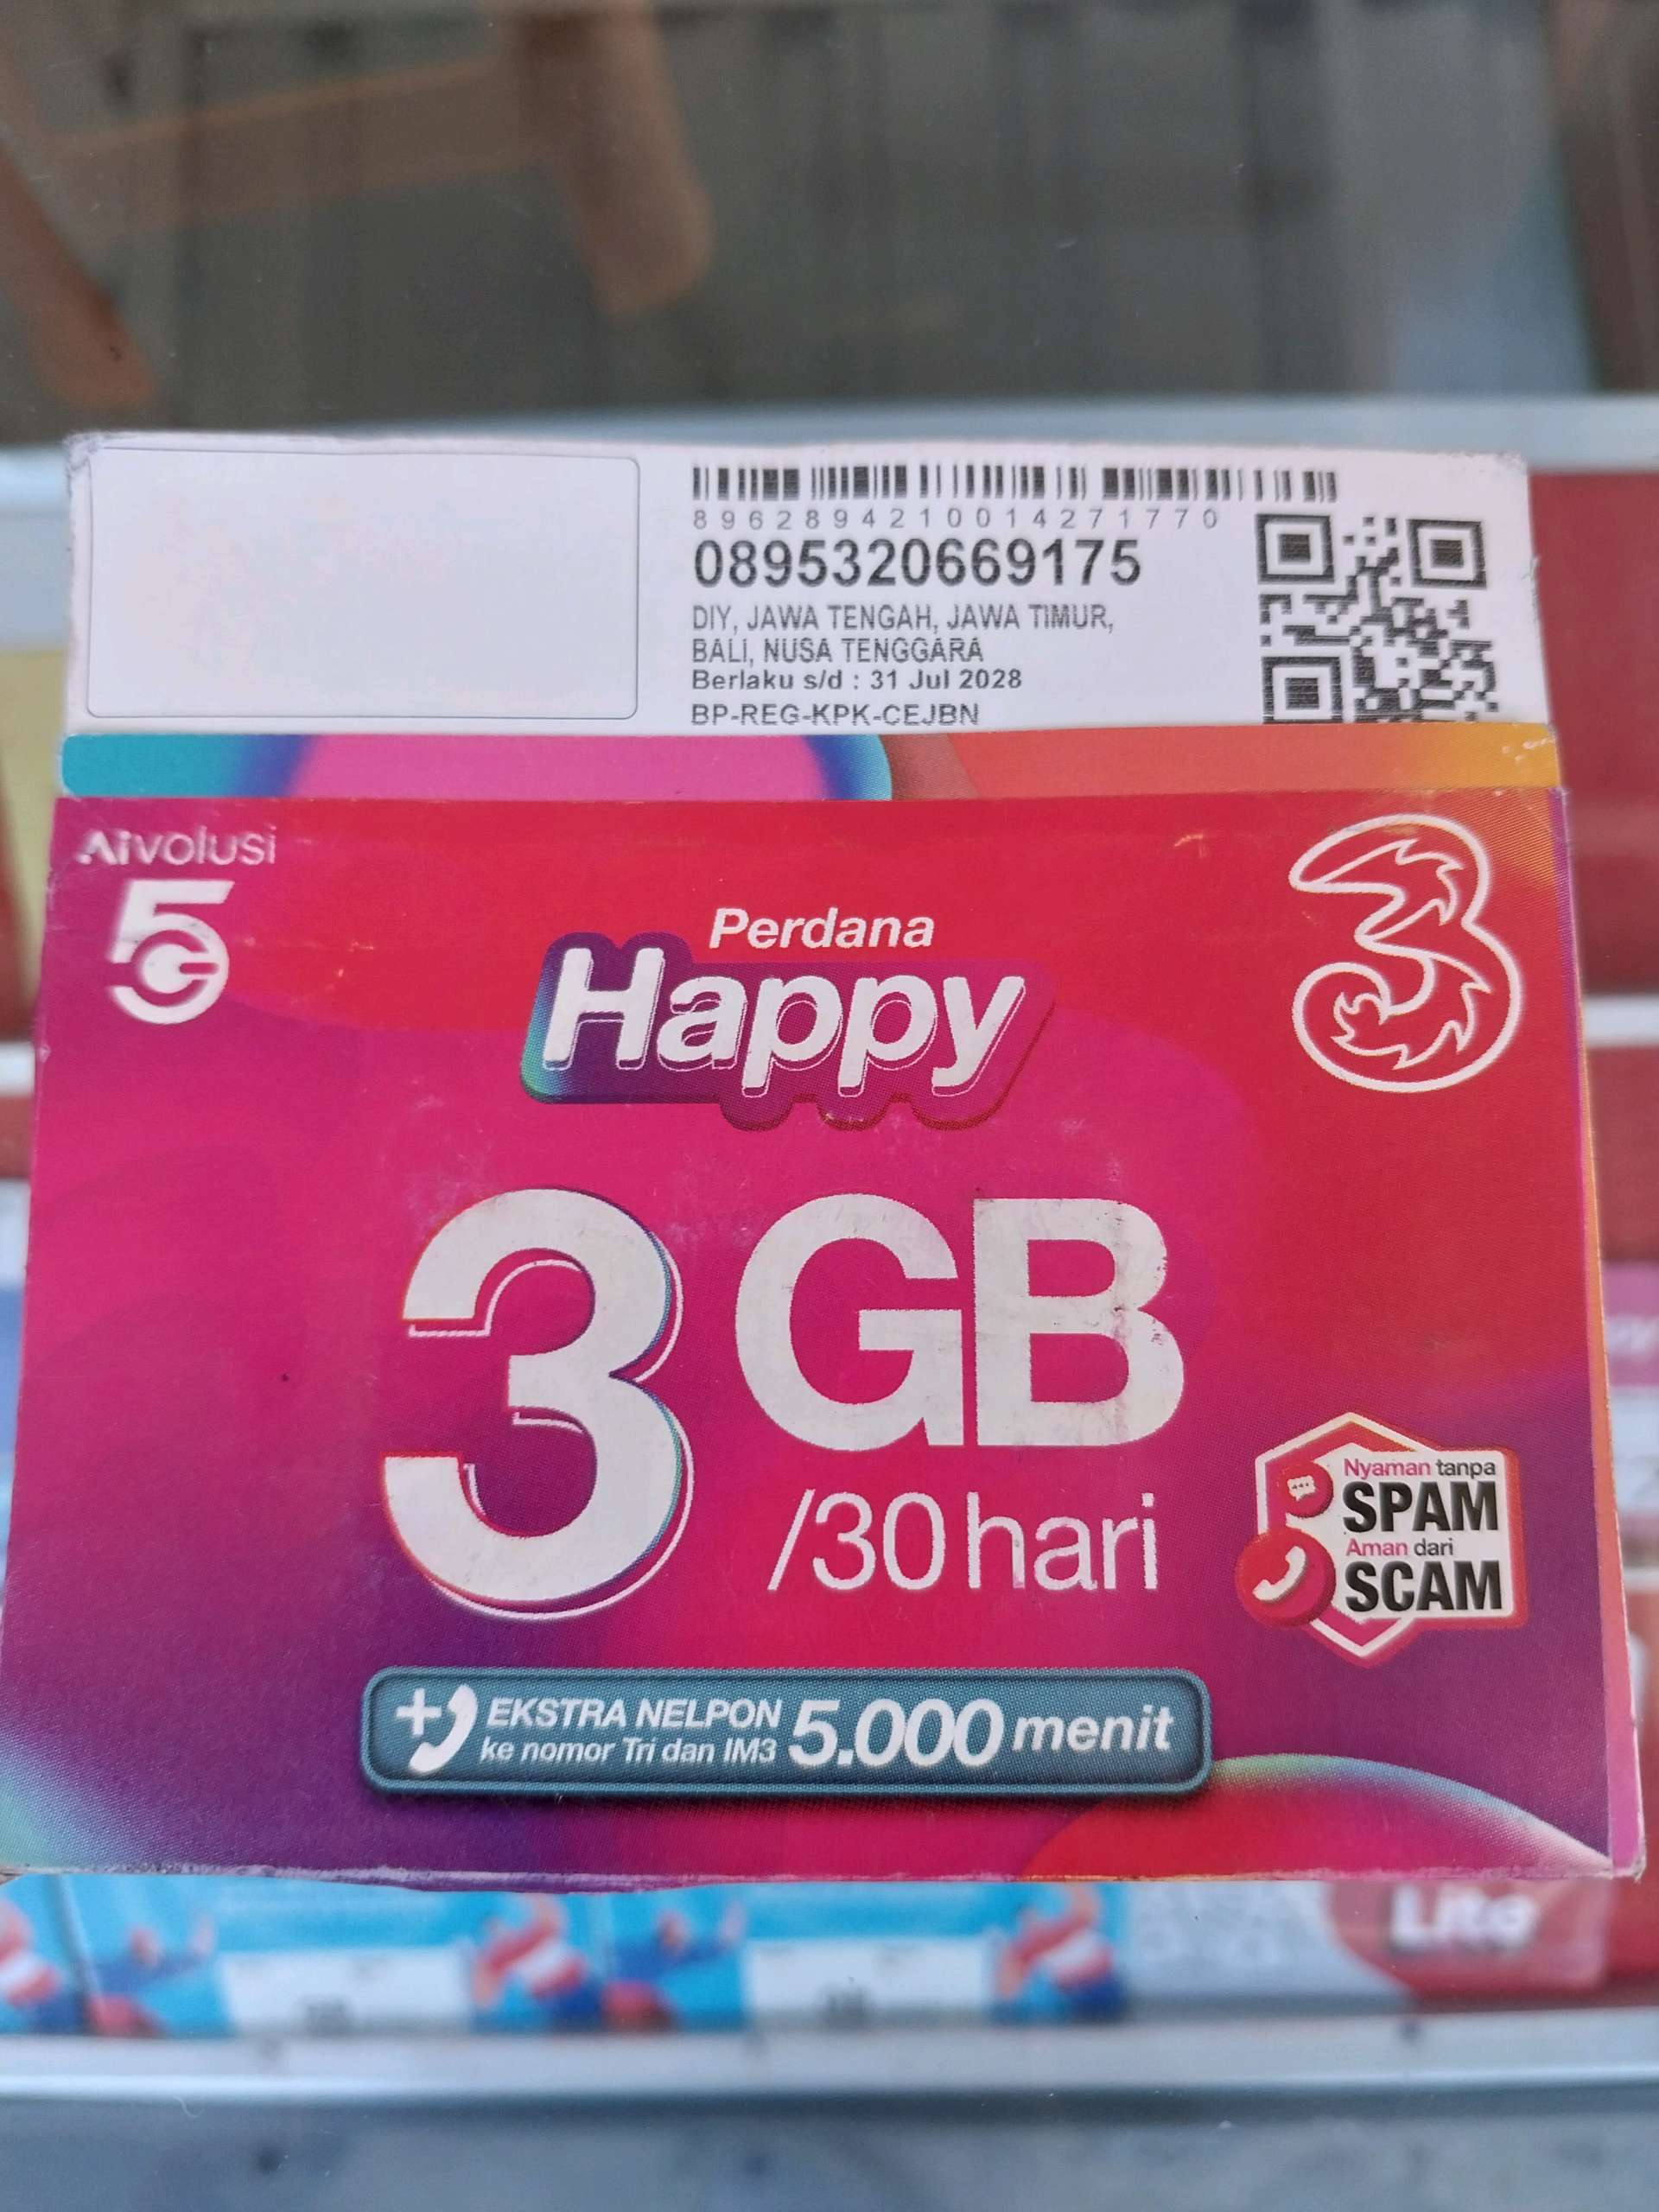 8962894210014271770
0895320669175
DIY, JAWA TENGAH, JAWA TIMUR,
BALI, NUSA TENGGARA
Berlaku s/d : 31 Jul 2028
BP-REG-KPK-CEJBN
Aivolusi
5G
3
Perdana
Happy
3 GB
/30 hari
Nyaman tanpa
SPAM
Aman dari
SCAM
+ EKSTRA NELPON
ke nomor Tri dan IM3
5.000 menit
Lite